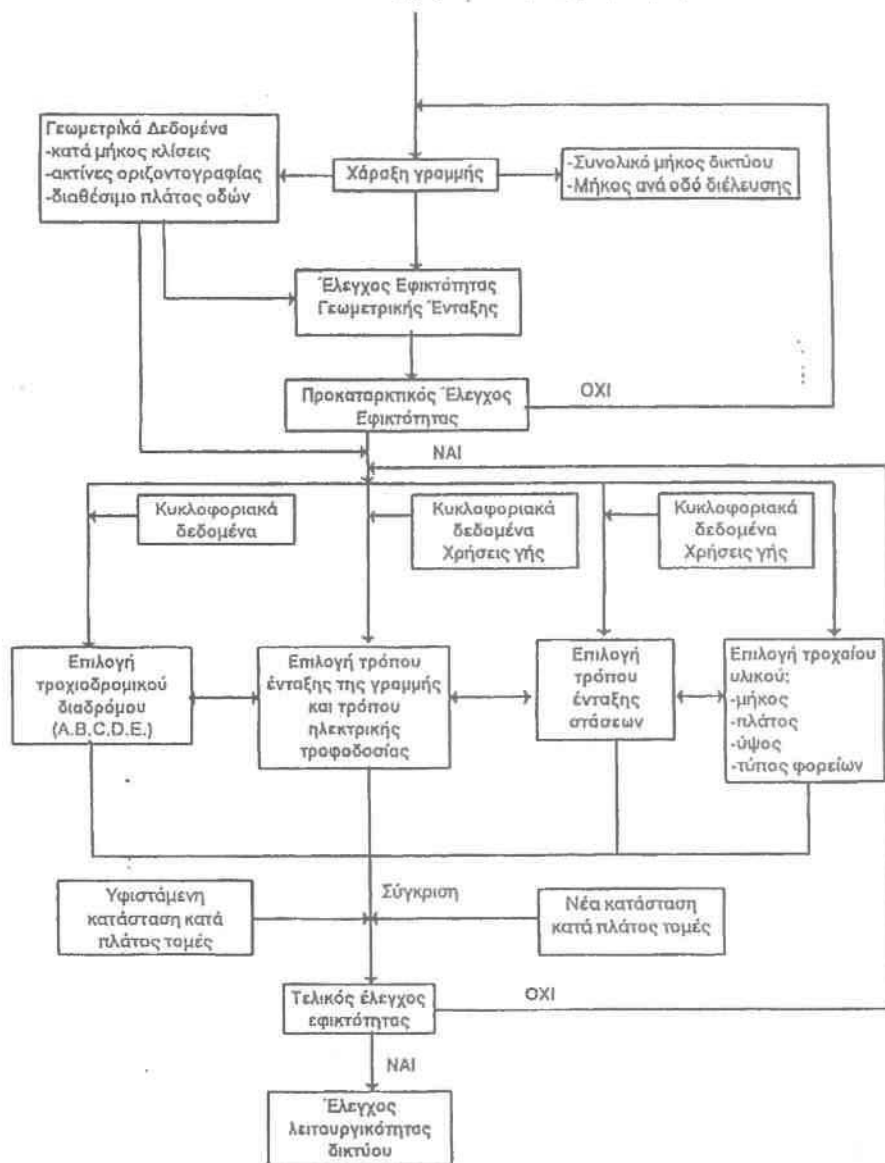 Γεωμετρικά Δεδομένα
-κατά μήκος κλίσεις
-ακτίνες οριζοντογραφίας
-διαθέσιμο πλάτος οδών
Χάραξη γραμμής
-Συνολικό μήκος δικτύου
-Μήκος ανά οδό διέλευσης
Έλεγχος Εφικτότητας
Γεωμετρικής Ένταξης
Προκαταρκτικός Έλεγχος
Εφικτότητας
ΟΧΙ
ΝΑΙ
Κυκλοφοριακά
δεδομένα
Κυκλοφοριακά
δεδομένα
Χρήσεις γής
Κυκλοφοριακά
δεδομένα
Χρήσεις γής
Επιλογή
τροχιοδρομικού
διαδρόμου
(A.B.C.D.E.)
Επιλογή τρόπου
ένταξης της γραμμής
και τρόπου
ηλεκτρικής
τροφοδοσίας
Επιλογή
τρόπου
ένταξης
στάσεων
Επιλογή τροχαίου
υλικού;
-μήκος
-πλάτος
-ύψος
-τύπος φορείων
Υφιστάμενη
κατάσταση κατά
πλάτος τομές
Σύγκριση
Νέα κατάσταση
κατά πλάτος τομές
Τελικός έλεγχος
εφικτότητας
ΟΧΙ
ΝΑΙ
Έλεγχος
λειτουργικότητας
δικτύου